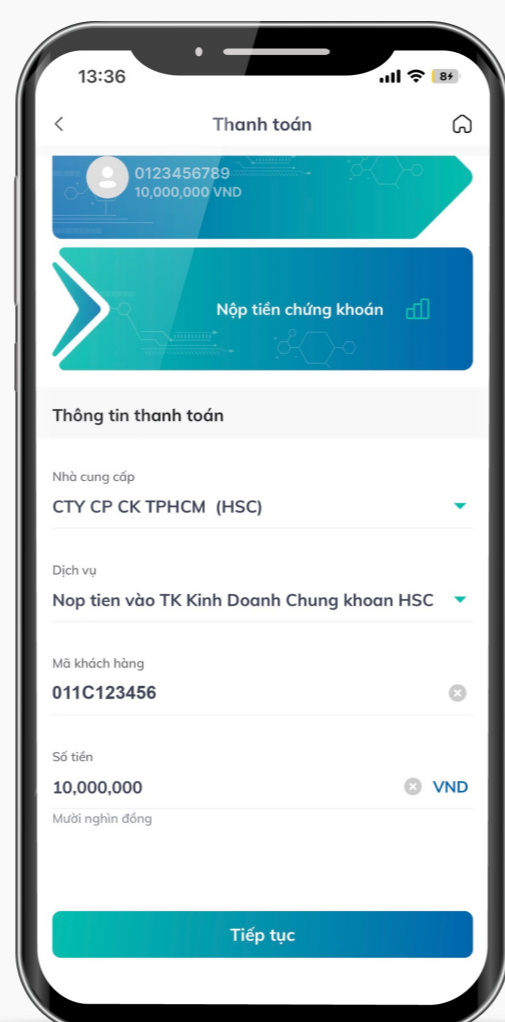 13:36
8
Thanh toán
0123456789
10,000,000 VND
Nộp tiền chứng khoán
Thông tin thanh toán
Nhà cung cấp
CTY CP CK TPHCM (HSC)
Dịch vụ
Nop tien vào TK Kinh Doanh Chung khoan HSC
Mã khách hàng
011C123456
Số tiền
10,000,000 VND
Mười nghìn đồng
Tiếp tục